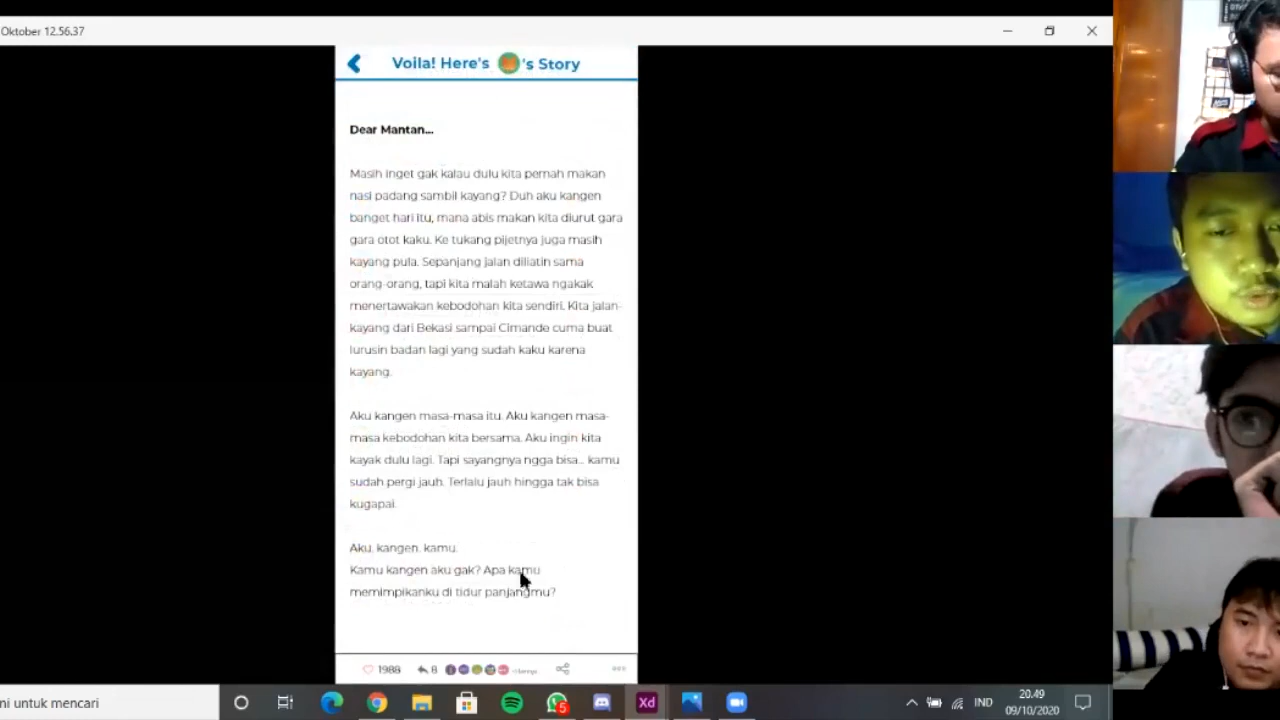 Oktober 12.56.37
Voila! Here's 's Story
Dear Mantan...
Masih inget gak kalau dulu kita pernah makan
nasi padang sambil kayang? Duh aku kangen
banget hari itu, mana abis makan kita diurut gara
gara otot kaku. Ke tukang pijetnya juga masih
kayang pula. Sepanjang jalan diliatin sama
orang-orang, tapi kita malah ketawa ngakak
menertawakan kebodohan kita sendiri. Kita jalan-
kayang dari Bekasi sampai Cimande cuma buat
lurusin badan lagi yang sudah kaku karena
kayang.
Aku kangen masa-masa itu. Aku kangen masa-
masa kebodohan kita bersama. Aku ingin kita
kayak dulu lagi. Tapi sayangnya ngga bisa... kamu
sudah pergi jauh. Terlalu jauh hingga tak bisa
kugapai.
Aku. kangen. kamu.
Kamu kangen aku gak? Apa kamu
memimpikanku di tidur panjangmu?
1988 8
ni untuk mencari
5
Xd
IND
20.49
09/10/2020